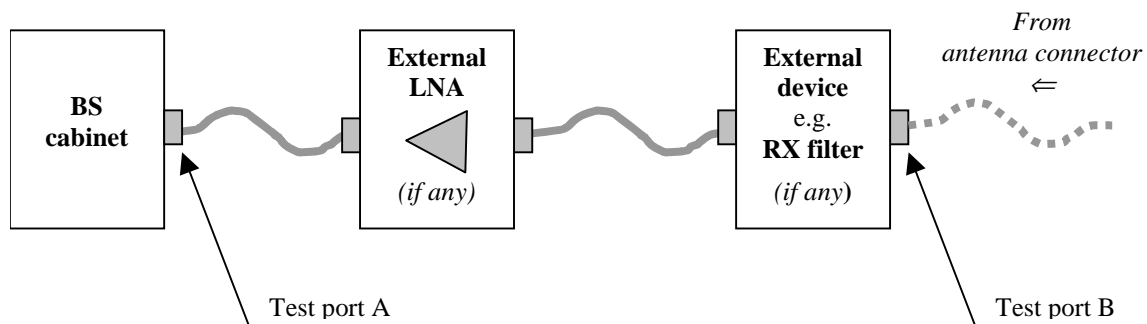 BS
cabinet
External
LNA
(if any)
External
device
e.g.
RX filter
(if any)
From
antenna connector
⇐
Test port A
Test port B